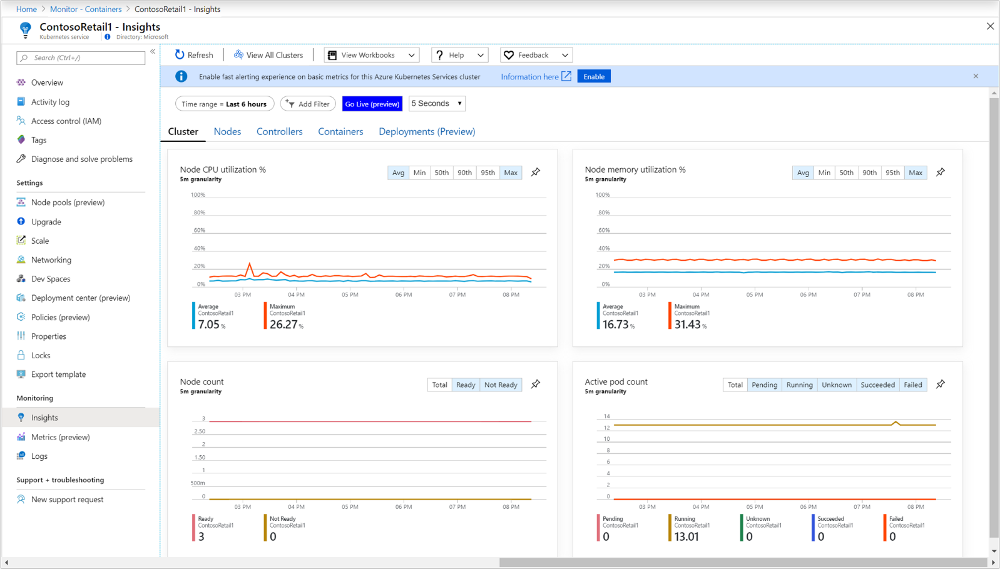 Home > Monitor - Containers > ContosoRetail1 - Insights
ContosoRetail1 - Insights
Kubernetes service
Directory: Microsoft
Search (Ctrl+/)
Overview
Activity log
Access control (IAM)
Tags
Diagnose and solve problems
Settings
Node pools (preview)
Upgrade
Scale
Networking
Dev Spaces
Deployment center (preview)
Policies (preview)
Properties
Locks
Export template
Monitoring
Insights
Metrics (preview)
Logs
Support + troubleshooting
New support request
Refresh
View All Clusters
View Workbooks
Help
Feedback
Enable fast alerting experience on basic metrics for this Azure Kubernetes Services cluster
Information here
Enable
Time range = Last 6 hours
Add Filter
Go Live (preview)
5 Seconds
Cluster
Nodes
Controllers
Containers
Deployments (Preview)
Node CPU utilization %
5m granularity
Avg Min 50th 90th 95th Max
100%
80%
60%
40%
20%
0%
03 PM 04 PM 05 PM 06 PM 07 PM 08 PM
Average
ContosoRetail1
7.05 %
Maximum
ContosoRetail1
26.27 %
Node memory utilization %
5m granularity
Avg Min 50th 90th 95th Max
100%
80%
60%
40%
20%
0%
03 PM 04 PM 05 PM 06 PM 07 PM 08 PM
Average
ContosoRetail1
16.73 %
Maximum
ContosoRetail1
31.43 %
Node count
5m granularity
Total Ready Not Ready
3
2.50
2
1.50
1
500m
0
03 PM 04 PM 05 PM 06 PM 07 PM 08 PM
Ready
ContosoRetail1
3
Not Ready
ContosoRetail1
0
Active pod count
5m granularity
Total Pending Running Unknown Succeeded Failed
14
12
10
8
6
4
2
0
03 PM 04 PM 05 PM 06 PM 07 PM 08 PM
Pending
ContosoRetail1
0
Running
ContosoRetail1
13.01
Unknown
ContosoRetail1
0
Succeeded
ContosoRetail1
0
Failed
ContosoRetail1
0